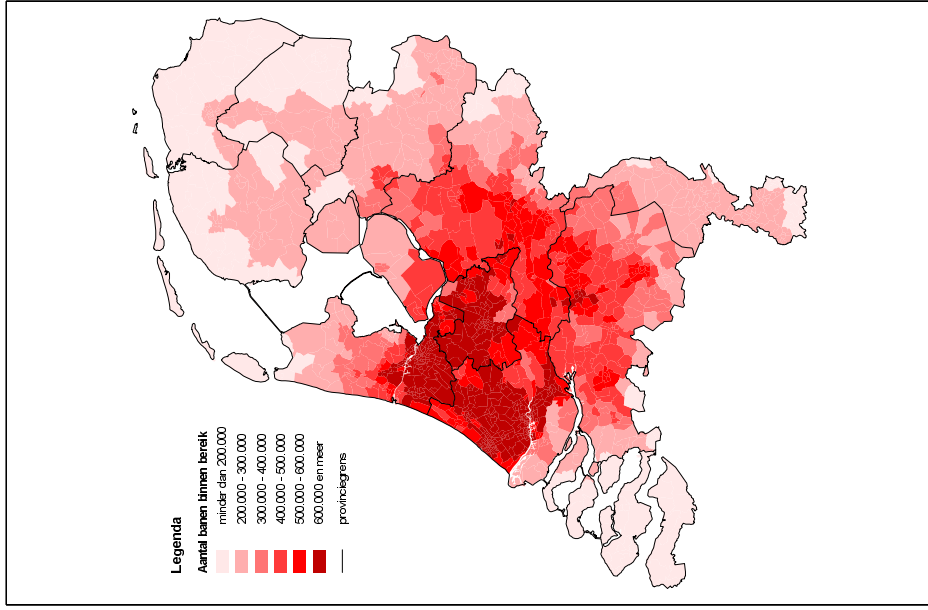 Legenda
Aantal banen binnen bereik
minder dan 200.000
200.000 - 300.000
300.000 - 400.000
400.000 - 500.000
500.000 - 600.000
600.000 en meer
provinciegrens